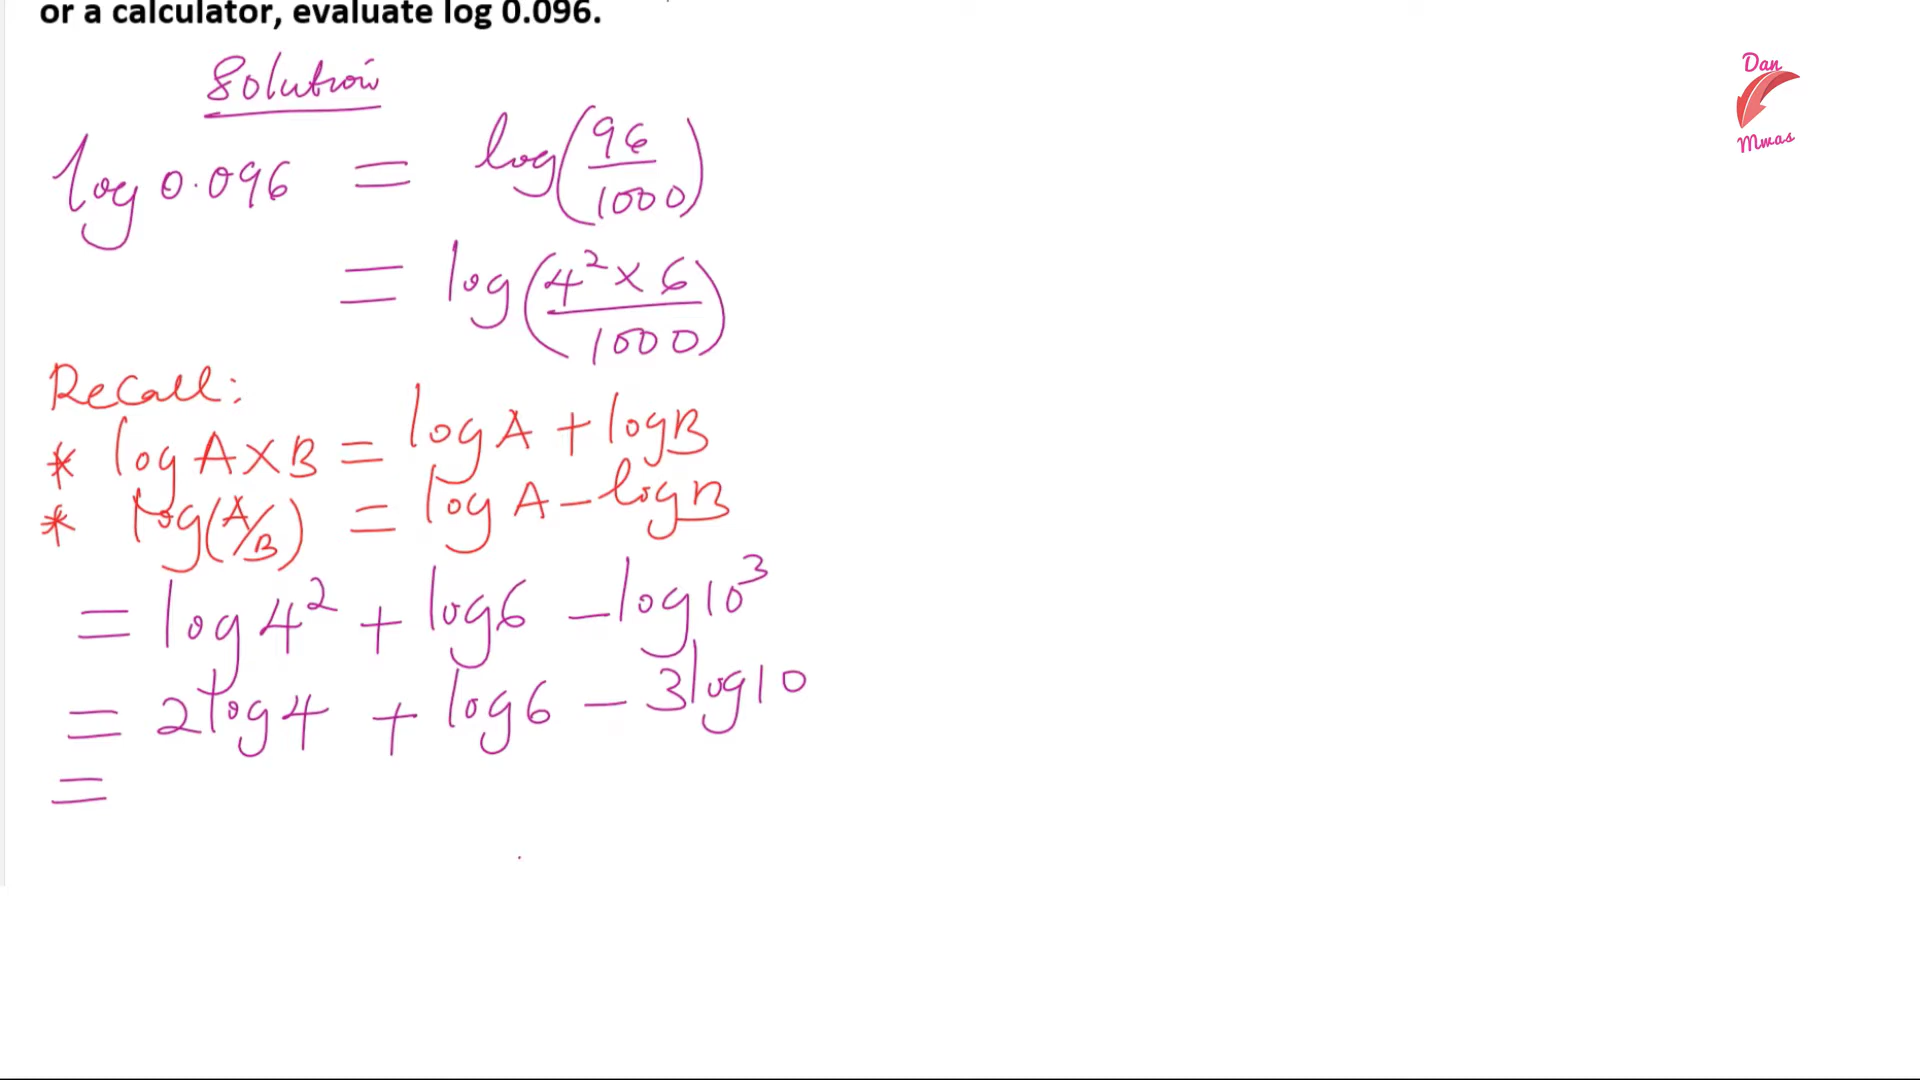 or a calculator, evaluate log 0.096.
Solution
Dan
Mwas
log 0.096 = log(96/1000)
= log(4² × 6/1000)
Recall:
* log A×B = log A + log B
* log(A/B) = log A - log B
= log 4² + log 6 - log 10³
= 2log 4 + log 6 - 3log 10
=